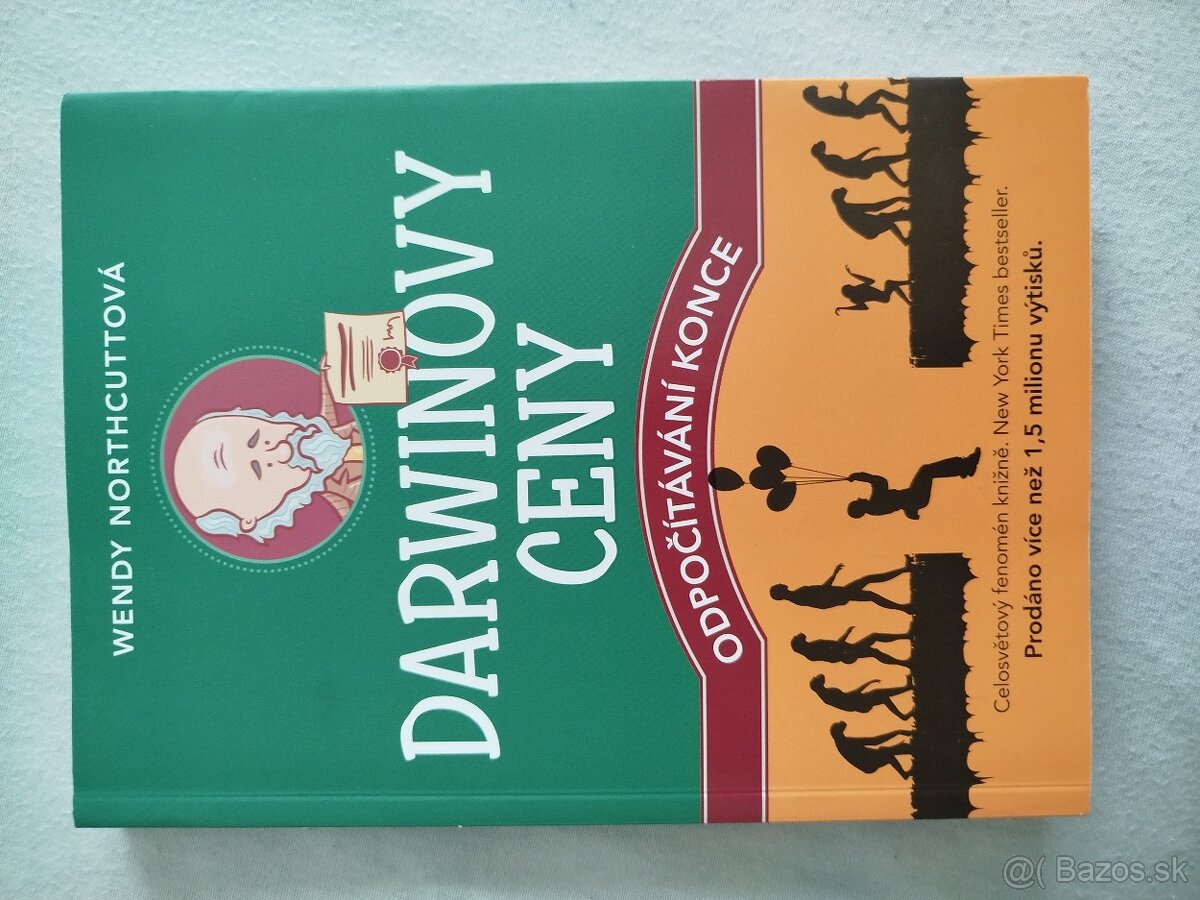 WENDY NORTHCUTTOVÁ
DARWINOVY
CENY
ODPOČÍTÁVÁNÍ KONCE
Celosvětový fenomén knižně. New York Times bestseller.
Prodáno více než 1,5 milionu výtisků.
@( Bazos.sk